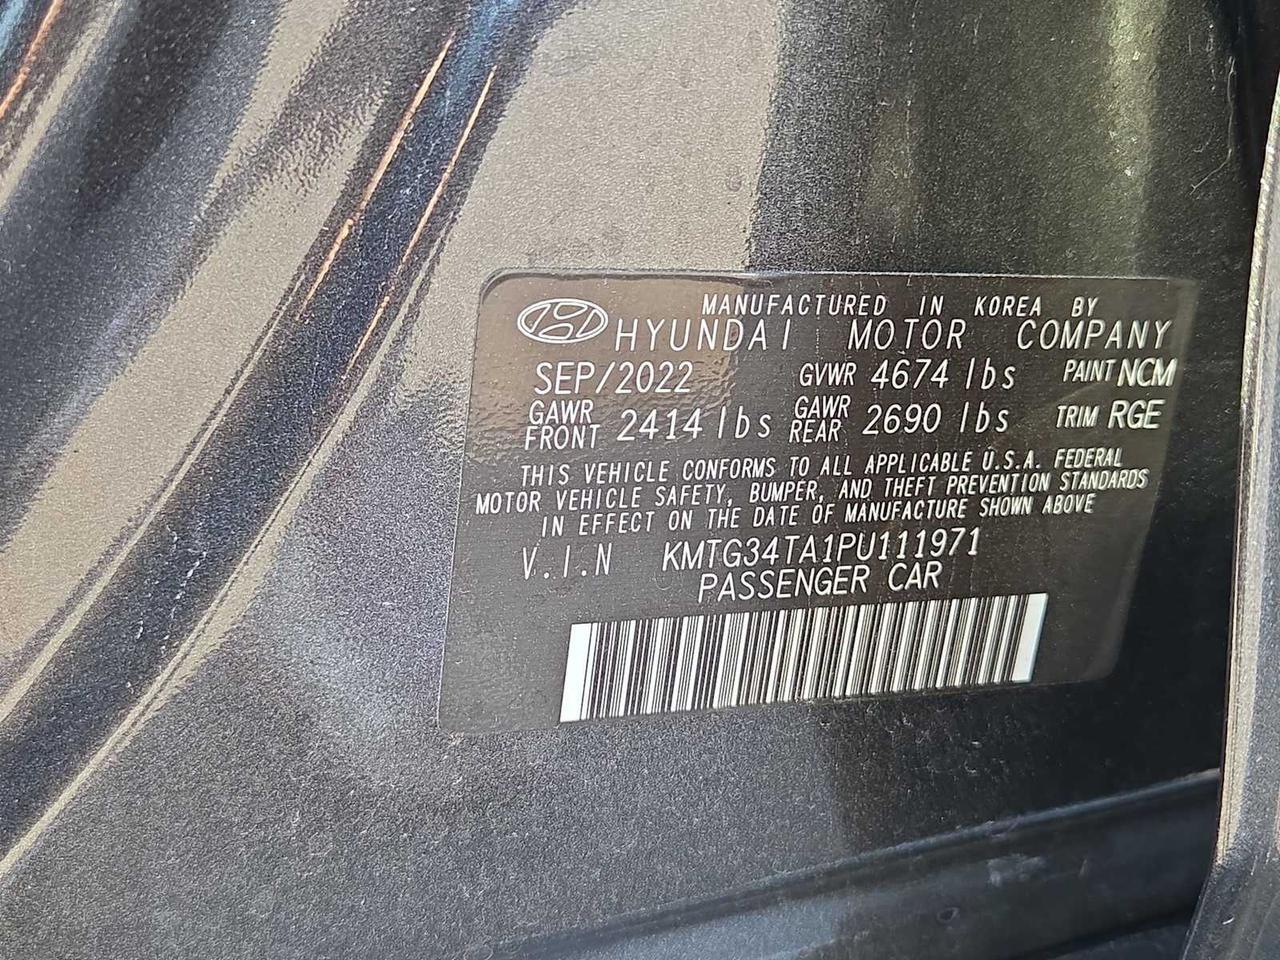 MANUFACTURED IN KOREA BY
HYUNDAI MOTOR COMPANY
SEP/2022 GVWR 4674 lbs PAINT NCM
GAWR FRONT 2414 lbs GAWR REAR 2690 lbs TRIM RGE
THIS VEHICLE CONFORMS TO ALL APPLICABLE U.S.A. FEDERAL
MOTOR VEHICLE SAFETY, BUMPER, AND THEFT PREVENTION STANDARDS
IN EFFECT ON THE DATE OF MANUFACTURE SHOWN ABOVE
V.I.N KMTG34TA1PU111971
PASSENGER CAR